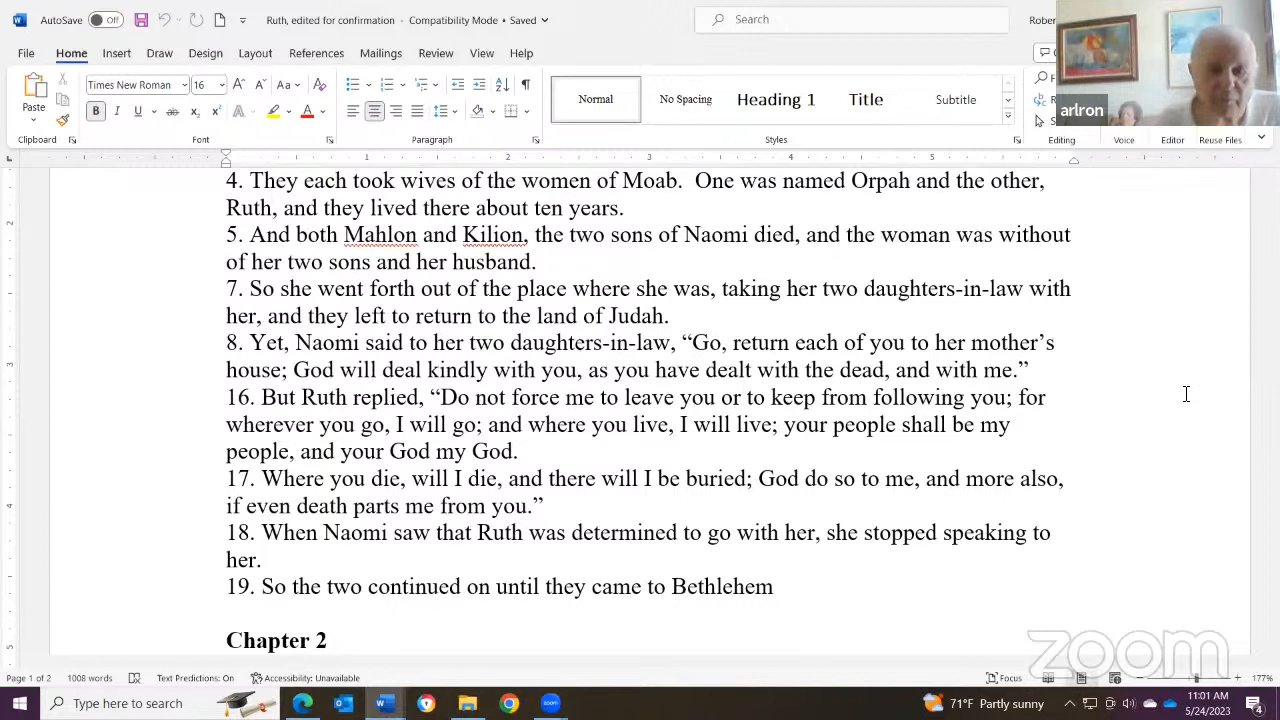 AutoSave Off Ruth, edited for confirmation - Compatibility Mode • Saved Search Rober
File Home Insert Draw Design Layout References Mailings Review View Help
Times New Roman 16 Aa Normal No Spacing Heading 1 Title Subtitle
Paste
arlron
Clipboard Font Paragraph Styles Voice Editor Reuse Files
1 2 3 4 5
4. They each took wives of the women of Moab. One was named Orpah and the other,
Ruth, and they lived there about ten years.
5. And both Mahlon and Kilion, the two sons of Naomi died, and the woman was without
of her two sons and her husband.
7. So she went forth out of the place where she was, taking her two daughters-in-law with
her, and they left to return to the land of Judah.
8. Yet, Naomi said to her two daughters-in-law, “Go, return each of you to her mother’s
house; God will deal kindly with you, as you have dealt with the dead, and with me.”
16. But Ruth replied, “Do not force me to leave you or to keep from following you; for
wherever you go, I will go; and where you live, I will live; your people shall be my
people, and your God my God.
17. Where you die, will I die, and there will I be buried; God do so to me, and more also,
if even death parts me from you.”
18. When Naomi saw that Ruth was determined to go with her, she stopped speaking to
her.
19. So the two continued on until they came to Bethlehem
Chapter 2
zoom
Page 1 of 2 1008 words Text Predictions: On Accessibility: Unavailable Focus 177%
Type here to search zoom 71°F Partly sunny 11:01 AM
5/24/2023 4